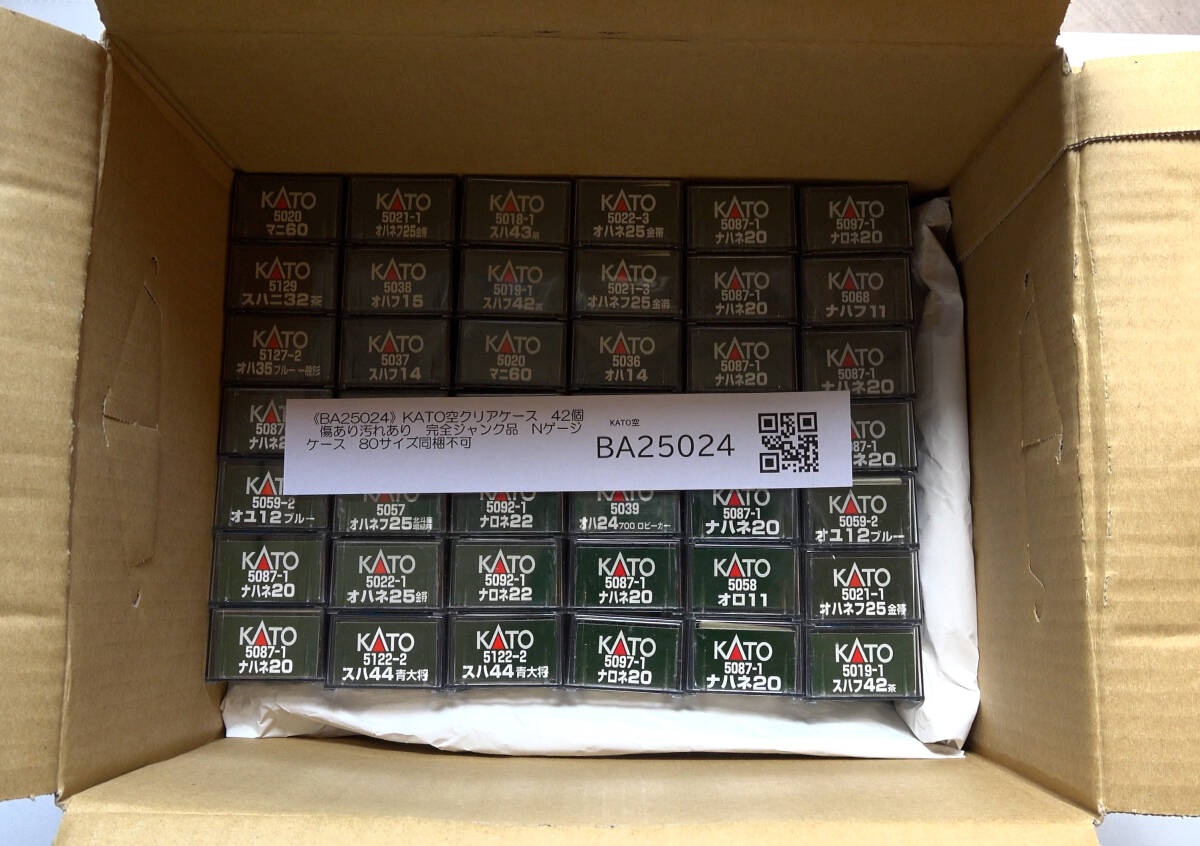 KATO
5020
マニ60
KATO
5021-1
オハネフ25金帯
KATO
5018-1
スハ43茶
KATO
5022-3
オハネ25金帯
KATO
5087-1
ナハネ20
KATO
5097-1
ナロネ20
KATO
5129
スハニ32茶
KATO
5038
オハフ15
KATO
5019-1
スハフ42茶
KATO
5021-3
オハネフ25金帯
KATO
5087-1
ナハネ20
KATO
5068
ナハフ11
KATO
5127-2
オハ35ブルー一般形
KATO
5037
スハフ14
KATO
5020
マニ60
KATO
5036
オハ14
KATO
5087-1
ナハネ20
KATO
5087-1
ナハネ20
《BA25024》KATO空クリアケース 42個
傷あり汚れあり 完全ジャンク品 Nゲージ
ケース 80サイズ同梱不可
KATO空
BA25024
KATO
5059-2
オユ12ブルー
5057
オハネフ25
KATO
5092-1
ナロネ22
KATO
5039
オハ24 700 ロビーカー
KATO
5087-1
ナハネ20
KATO
5059-2
オユ12ブルー
KATO
5087-1
ナハネ20
KATO
5022-1
オハネ25金帯
KATO
5092-1
ナロネ22
KATO
5087-1
ナハネ20
KATO
5058
オロ11
KATO
5021-1
オハネフ25金帯
KATO
5087-1
ナハネ20
KATO
5122-2
スハ44青大将
KATO
5122-2
スハ44青大将
KATO
5097-1
ナロネ20
KATO
5087-1
ナハネ20
KATO
5019-1
スハフ42茶